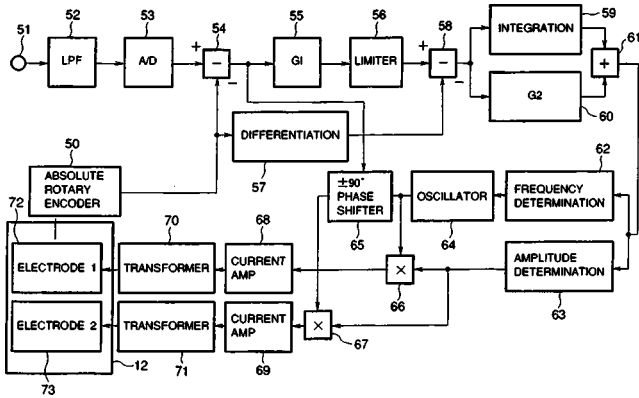 51 52 53 54 55 56 58 59
INTEGRATION
61
LPF A/D + − − GI LIMITER + − − +
G2
60
50
DIFFERENTIATION
57
62
ABSOLUTE
ROTARY
ENCODER
72
±90°
PHASE
SHIFTER
65
OSCILLATOR
64
FREQUENCY
DETERMINATION
70 68
ELECTRODE 1
TRANSFORMER
CURRENT
AMP
×
66
AMPLITUDE
DETERMINATION
63
ELECTRODE 2
TRANSFORMER
CURRENT
AMP
×
67
73 12 71 69